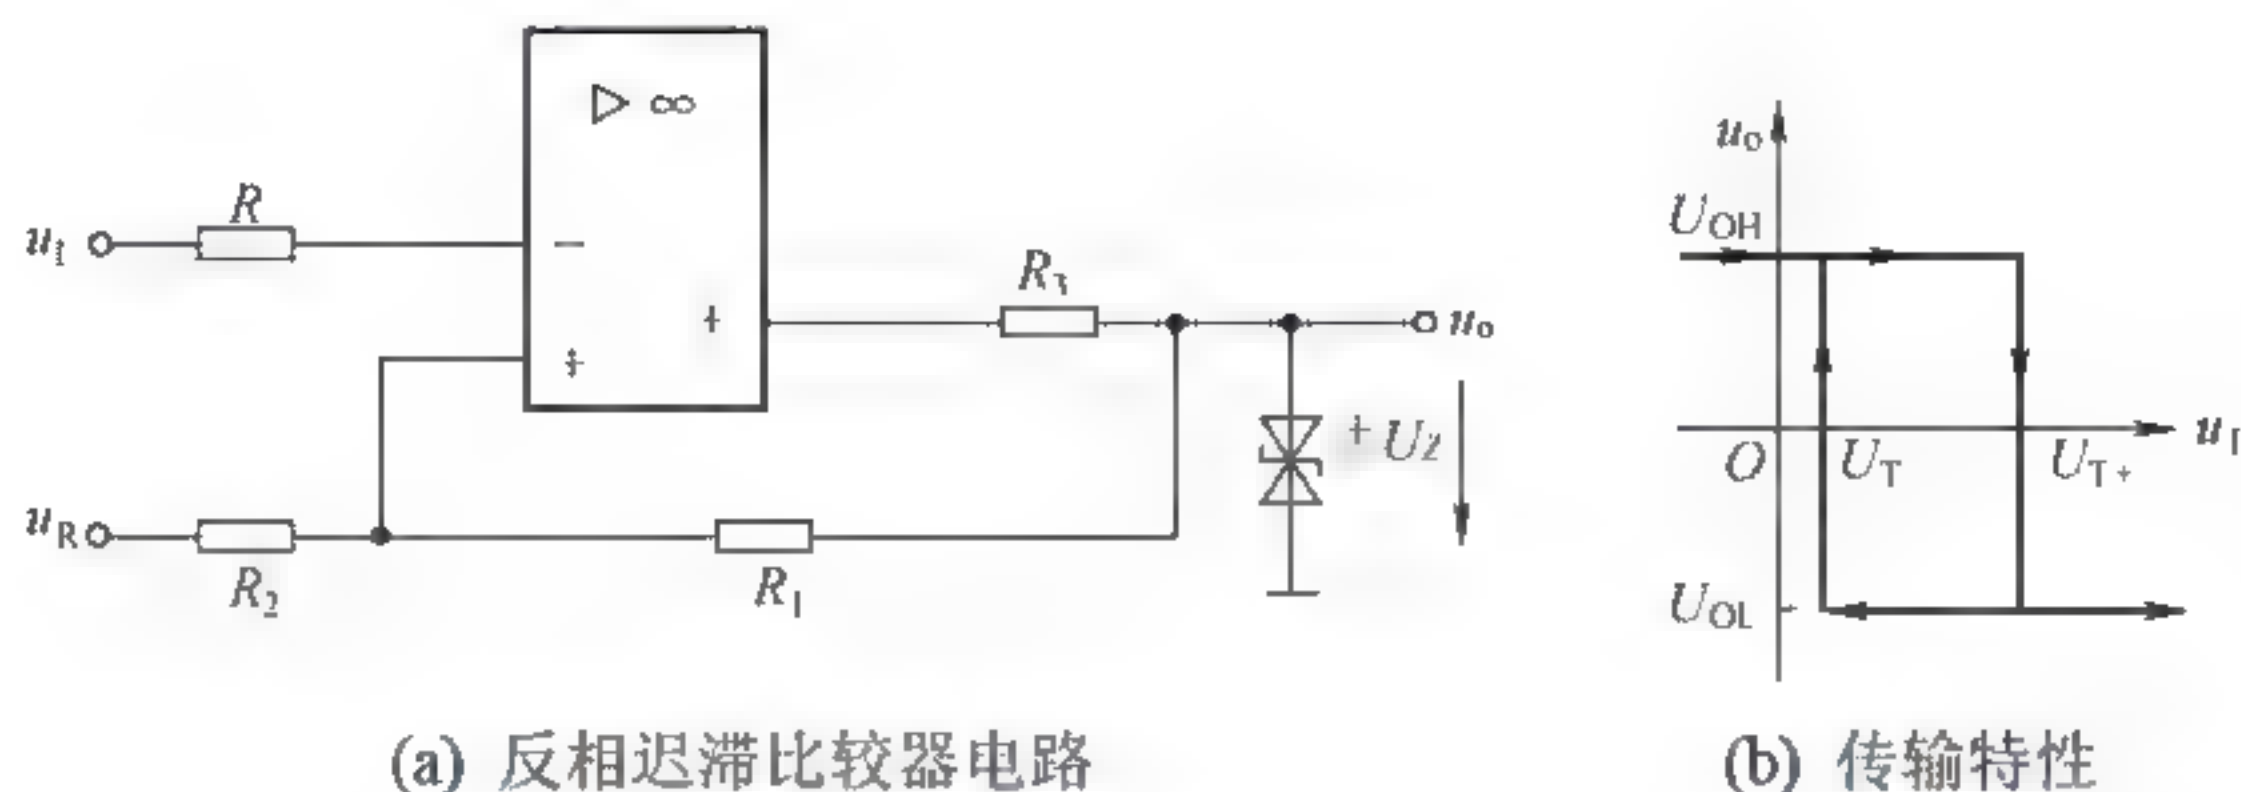 ▷ ∞
R
u_I
−
R_3
+
u_o
+
+ U_Z
u_R
R_2
R_1
(a) 反相迟滞比较器电路
u_o
U_OH
O
U_T
U_T+
u_I
U_OL
(b) 传输特性